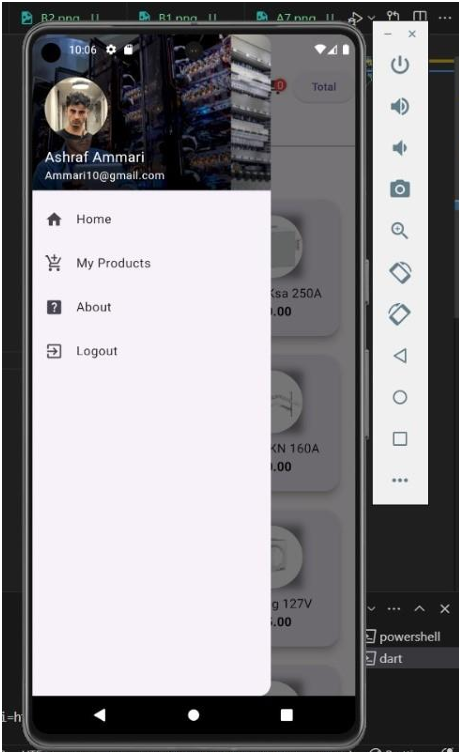 B2.png U
B1.png U
A7.png U
10:06
0
Total
Ashraf Ammari
Ammari10@gmail.com
Home
My Products
About
Logout
Ksa 250A
.00
KN 160A
.00
g 127V
.00
powershell
dart